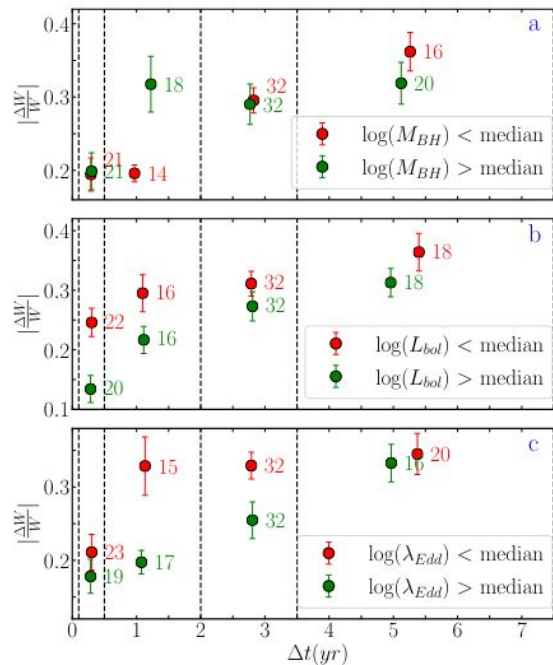 a
0.4
0.3
0.2
|ΔW/W|
21
21
14
18
32
32
16
20
log(M_BH) < median
log(M_BH) > median
b
0.4
0.3
0.2
0.1
|ΔW/W|
22
20
16
16
32
32
18
18
log(L_bol) < median
log(L_bol) > median
c
0.3
0.2
|ΔW/W|
23
19
15
17
32
32
20
16
log(λ_Edd) < median
log(λ_Edd) > median
0 0 1 2 3 4 5 6 7
Δt(yr)